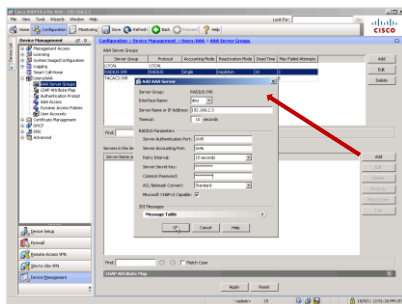 File View Tools Wizards Window Help
Look For:
Home Configuration Monitoring Save Refresh Back Forward Help
CISCO
Configuration > Device Management > Users/AAA > AAA Server Groups
Management Access
Licensing
System Image/Configuration
Logging
Smart Call-Home
Users/AAA
AAA Server Groups
LDAP Attribute Map
Authentication Prompt
AAA Access
Dynamic Access Policies
User Accounts
Certificate Management
DHCP
DNS
Advanced
AAA Server Groups
Server Group Protocol Accounting Mode Reactivation Mode Dead Time Max Failed Attempts
LOCAL LOCAL
RADIUS-SVR RADIUS Single Depletion 10
TACACS-SVR
Add
Edit
Delete
Add AAA Server
Server Group: RADIUS-SVR
Interface Name: dmz
Server Name or IP Address: 192.168.2.3
Timeout: 10 seconds
RADIUS Parameters
Server Authentication Port: 1645
Server Accounting Port: 1646
Retry Interval: 10 seconds
Server Secret Key: ********
Common Password: ********
ACL Netmask Convert: Standard
Microsoft CHAPv2 Capable:
SDI Messages
Message Table
OK Cancel Help
Find:
Servers in the
Server Name
Add
Edit
Delete
Move Up
Move Down
Test
Find: Match Case
LDAP Attribute Map
Apply Reset
Device Setup
Firewall
Remote Access VPN
Site-to-Site VPN
Device Management
<admin> 15